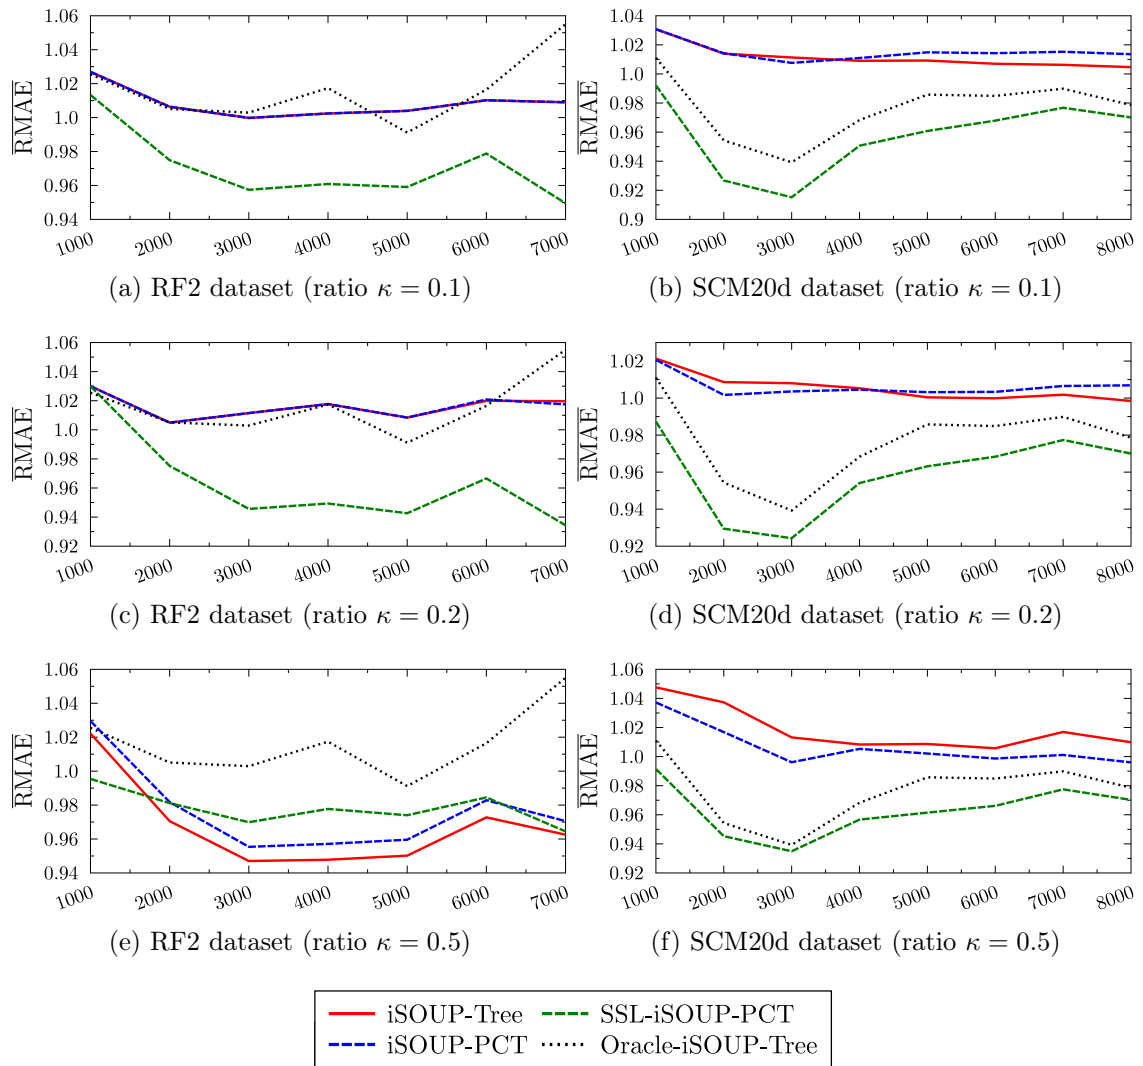 1.06
1.04
1.02
1.0
0.98
0.96
0.94
RMAE
1000 2000 3000 4000 5000 6000 7000
(a) RF2 dataset (ratio κ = 0.1)
1.04
1.02
1.0
0.98
0.96
0.94
0.92
0.9
RMAE
1000 2000 3000 4000 5000 6000 7000 8000
(b) SCM20d dataset (ratio κ = 0.1)
1.06
1.04
1.02
1.0
0.98
0.96
0.94
0.92
RMAE
1000 2000 3000 4000 5000 6000 7000
(c) RF2 dataset (ratio κ = 0.2)
1.02
1.0
0.98
0.96
0.94
0.92
RMAE
1000 2000 3000 4000 5000 6000 7000 8000
(d) SCM20d dataset (ratio κ = 0.2)
1.06
1.04
1.02
1.0
0.98
0.96
0.94
RMAE
1000 2000 3000 4000 5000 6000 7000
(e) RF2 dataset (ratio κ = 0.5)
1.06
1.04
1.02
1.00
0.98
0.96
0.94
0.92
RMAE
1000 2000 3000 4000 5000 6000 7000 8000
(f) SCM20d dataset (ratio κ = 0.5)
iSOUP-Tree SSL-iSOUP-PCT
iSOUP-PCT Oracle-iSOUP-Tree